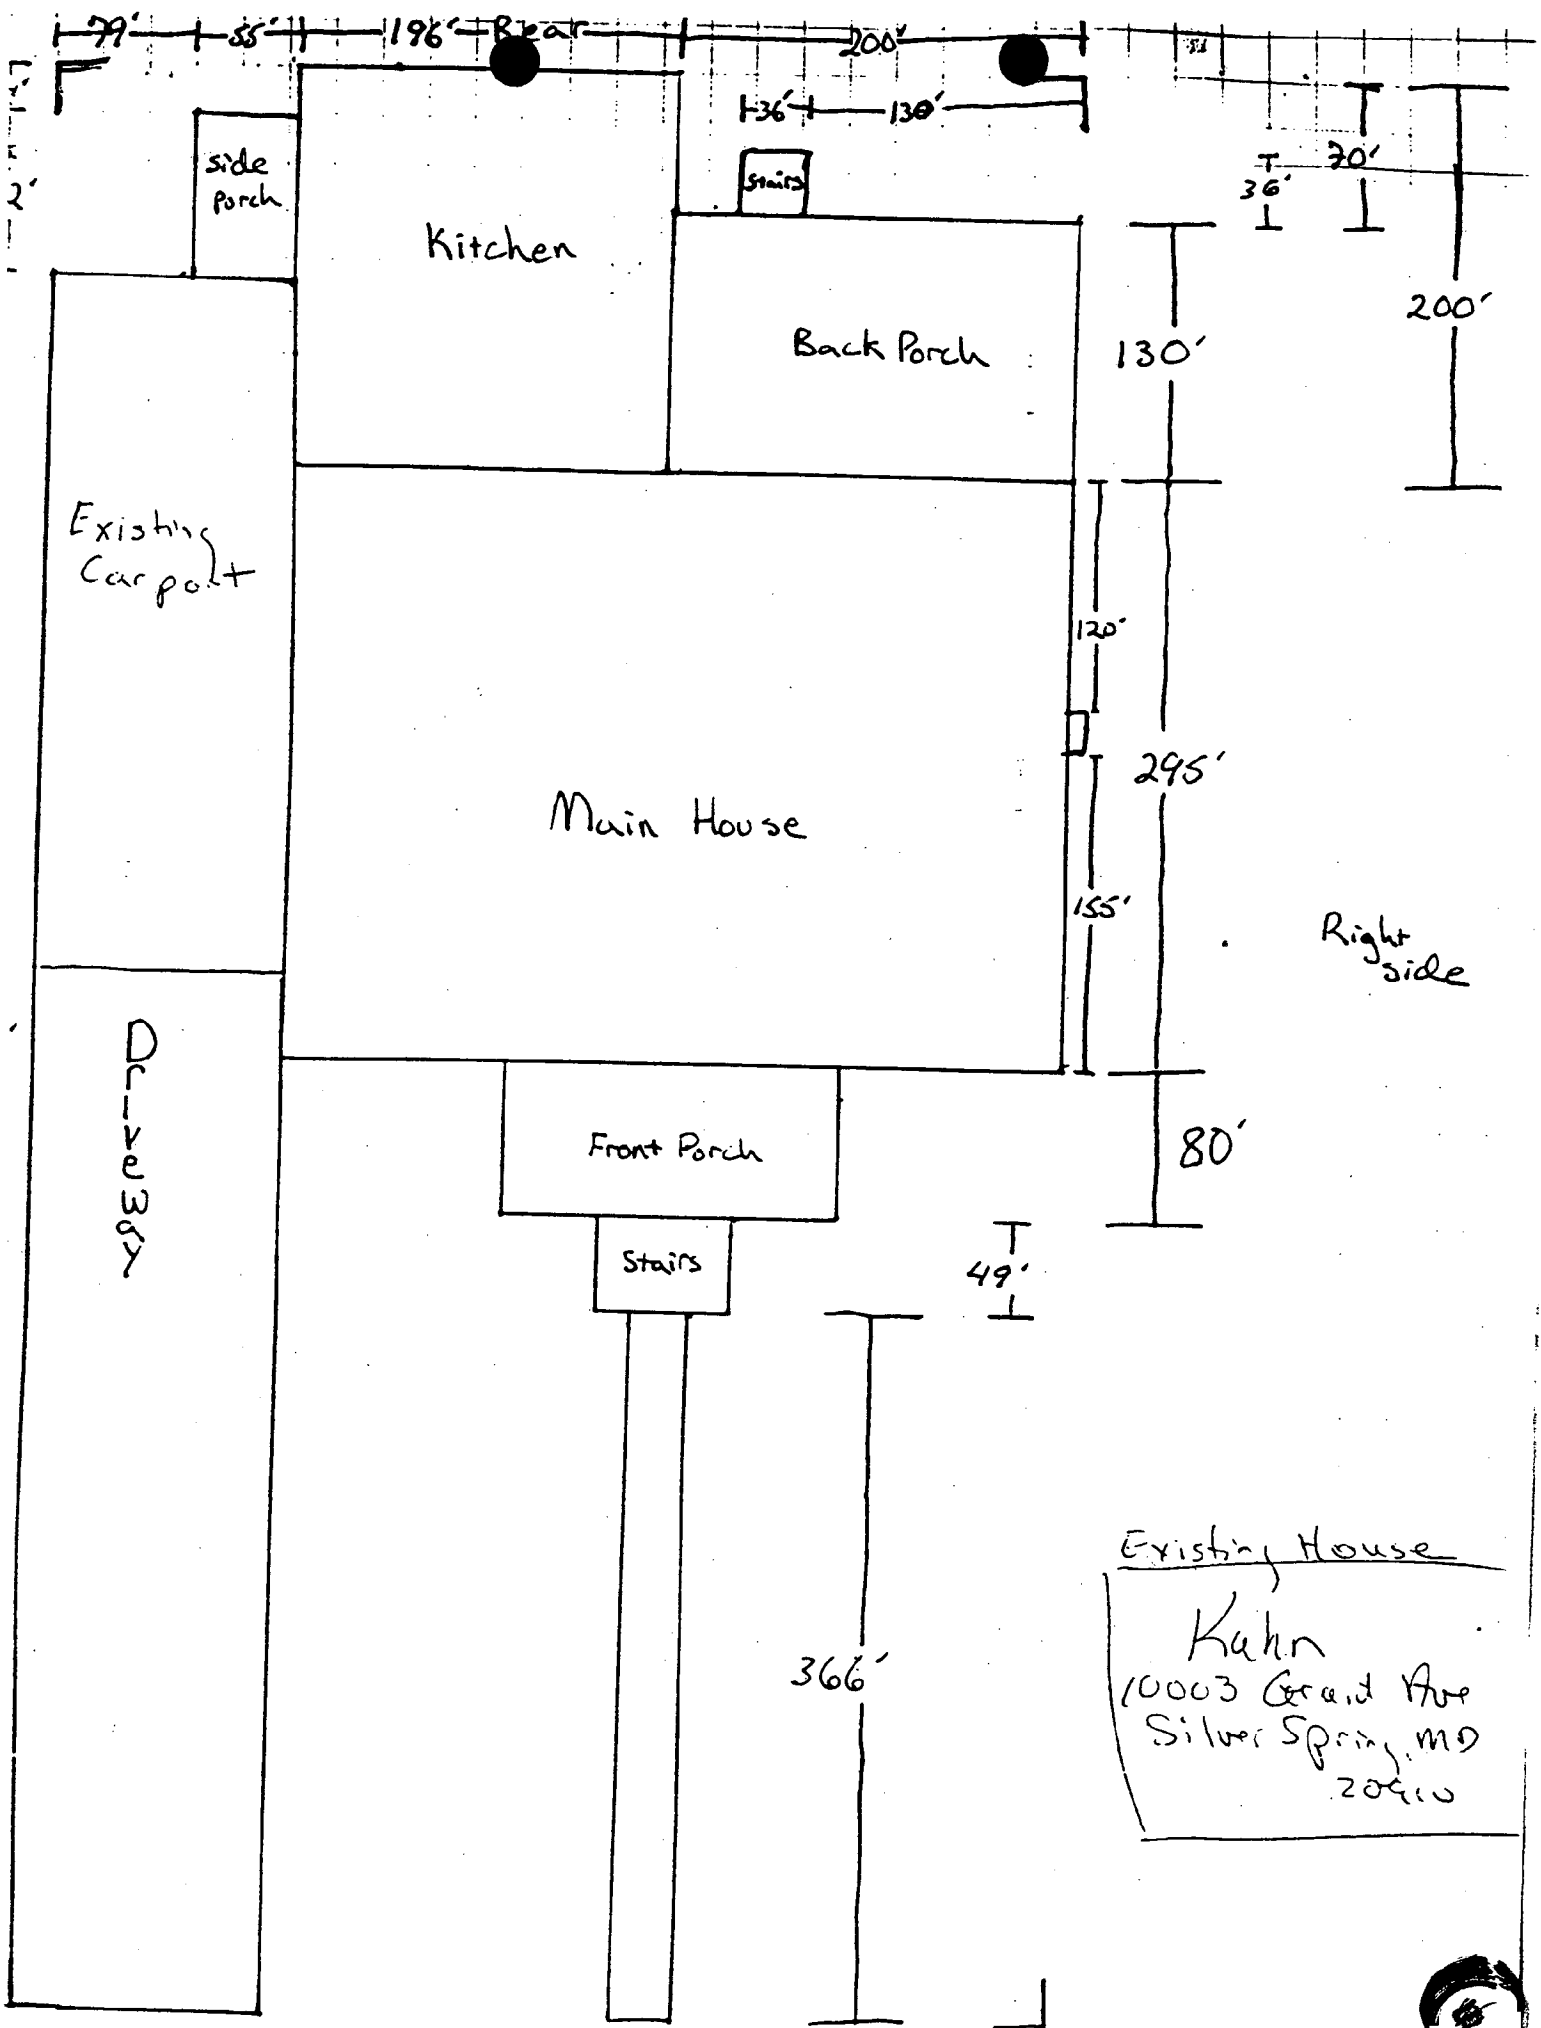 79' 55' 196' Rear 200'
36' 130'
2'
side
porch
Stairs
36'
70'
Kitchen
200'
Back Porch
130'
Existing
Carport
120'
295'
Main House
155'
Right
side
Driveway
Front Porch
80'
Stairs
49'
366'
Existing House
Kahn
10003 Grant Ave
Silver Spring, MD
20910